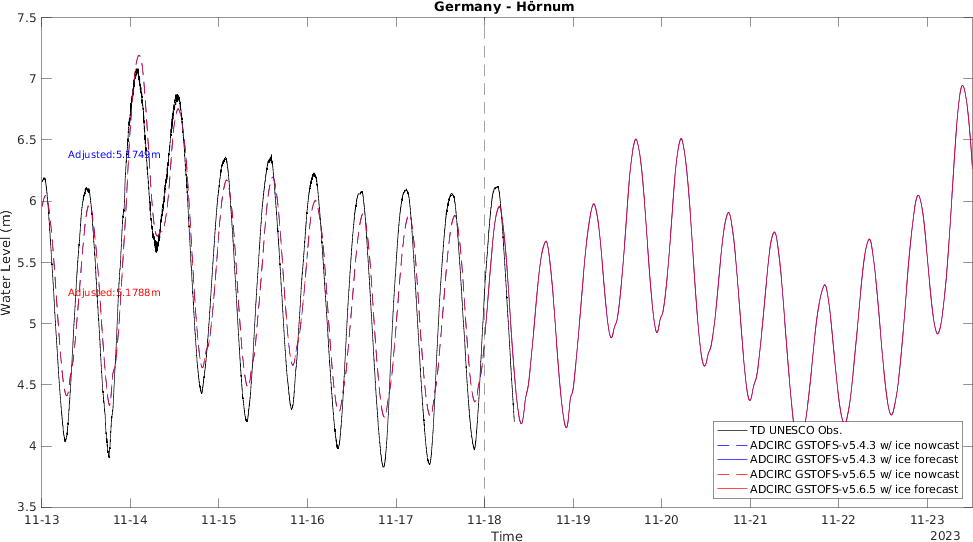 Germany - Hörnum
7.5
7
6.5
6
5.5
5
4.5
4
3.5
Water Level (m)
Adjusted:5.1749m
Adjusted:5.1788m
TD UNESCO Obs.
ADCIRC GSTOFS-v5.4.3 w/ ice nowcast
ADCIRC GSTOFS-v5.4.3 w/ ice forecast
ADCIRC GSTOFS-v5.6.5 w/ ice nowcast
ADCIRC GSTOFS-v5.6.5 w/ ice forecast
11-13 11-14 11-15 11-16 11-17 11-18 11-19 11-20 11-21 11-22 11-23
Time
2023